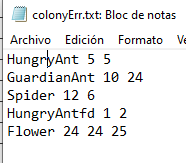 colonyErr.txt: Bloc de notas
Archivo Edición Formato
HungryAnt 5 5
GuardianAnt 10 24
Spider 12 6
HungryAntfd 1 2
Flower 24 24 25